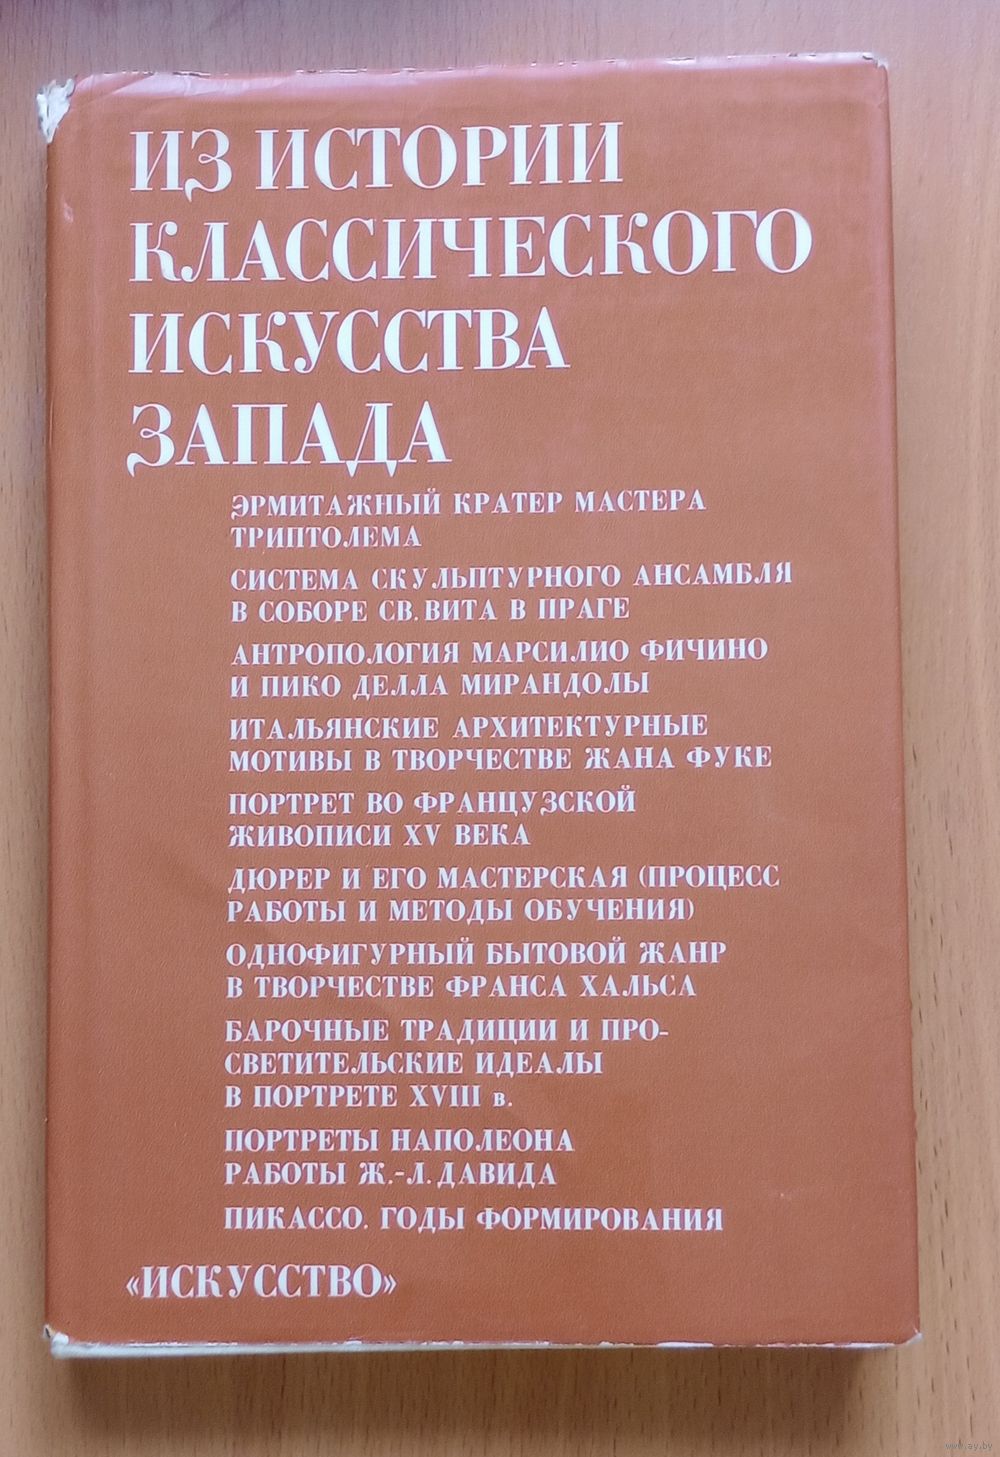 ИЗ ИСТОРИИ
КЛАССИЧЕСКОГО
ИСКУССТВА
ЗАПАДА
ЭРМИТАЖНЫЙ КРАТЕР МАСТЕРА
ТРИПТОЛЕМА
СИСТЕМА СКУЛЬПТУРНОГО АНСАМБЛЯ
В СОБОРЕ СВ. ВИТА В ПРАГЕ
АНТРОПОЛОГИЯ МАРСИЛИО ФИЧИНО
И ПИКО ДЕЛЛА МИРАНДОЛЫ
ИТАЛЬЯНСКИЕ АРХИТЕКТУРНЫЕ
МОТИВЫ В ТВОРЧЕСТВЕ ЖАНА ФУКЕ
ПОРТРЕТ ВО ФРАНЦУЗСКОЙ
ЖИВОПИСИ XV ВЕКА
ДЮРЕР И ЕГО МАСТЕРСКАЯ (ПРОЦЕСС
РАБОТЫ И МЕТОДЫ ОБУЧЕНИЯ)
ОДНОФИГУРНЫЙ БЫТОВОЙ ЖАНР
В ТВОРЧЕСТВЕ ФРАНСА ХАЛЬСА
БАРОЧНЫЕ ТРАДИЦИИ И ПРО-
СВЕТИТЕЛЬСКИЕ ИДЕАЛЫ
В ПОРТРЕТЕ XVIII в.
ПОРТРЕТЫ НАПОЛЕОНА
РАБОТЫ Ж.-Л. ДАВИДА
ПИКАССО. ГОДЫ ФОРМИРОВАНИЯ
«ИСКУССТВО»
www.ay.by